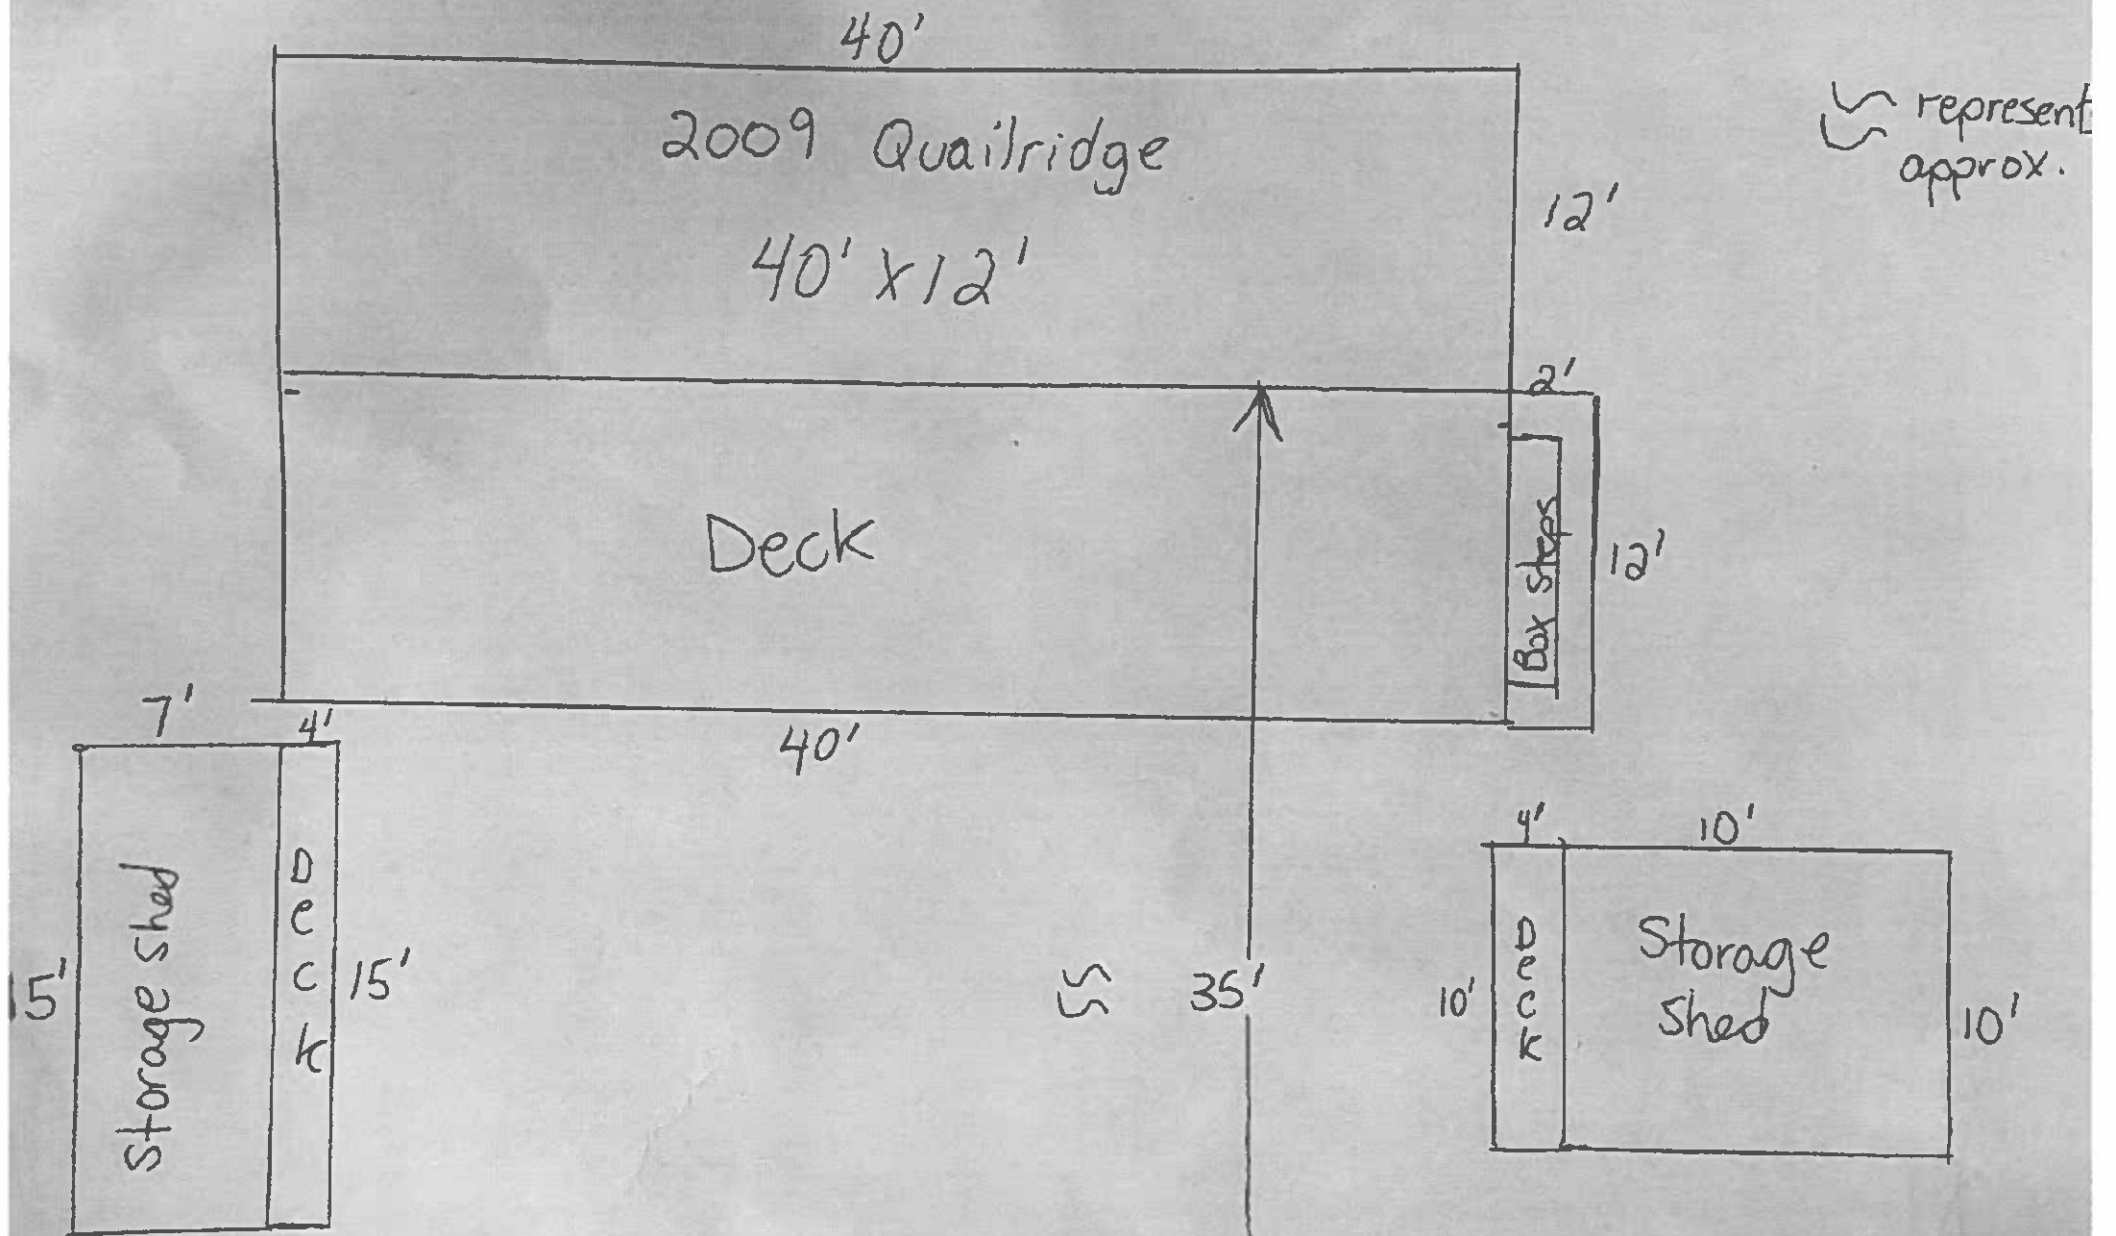 40'
2009 Quailridge
40' X 12'
12'
≈ represent
approx.
2'
Deck
Box steps
12'
7'
4'
40'
Storage shed
Deck
15'
15'
≈ 35'
4'
10'
10'
Deck
Storage
Shed
10'